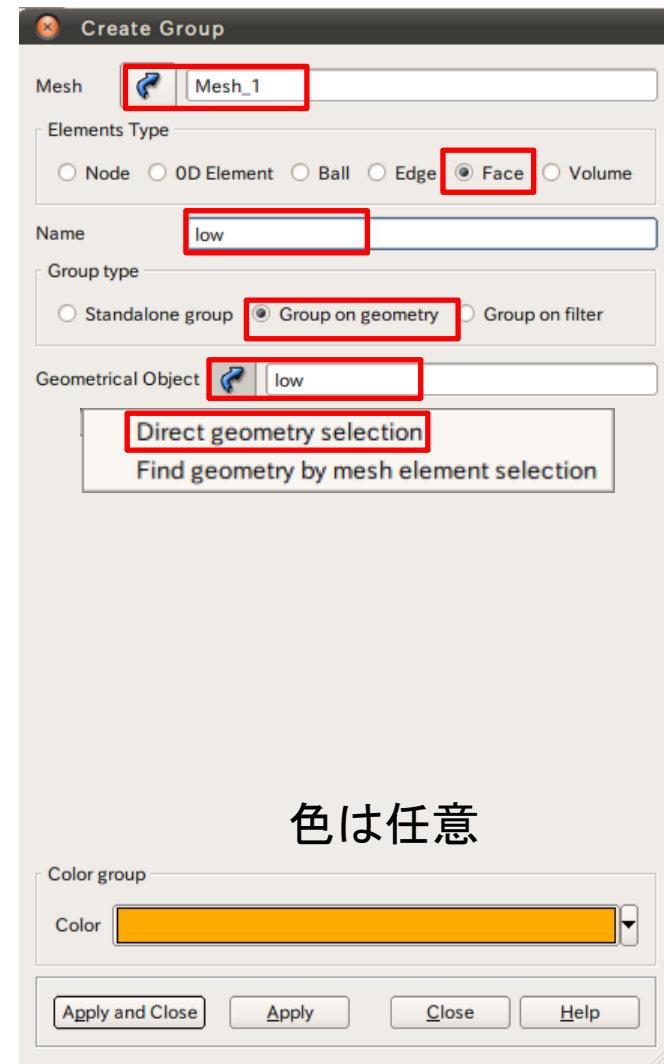 Create Group
Mesh Mesh_1
Elements Type
Node 0D Element Ball Edge Face Volume
Name low
Group type
Standalone group Group on geometry Group on filter
Geometrical Object low
Direct geometry selection
Find geometry by mesh element selection
色は任意
Color group
Color
Apply and Close Apply Close Help